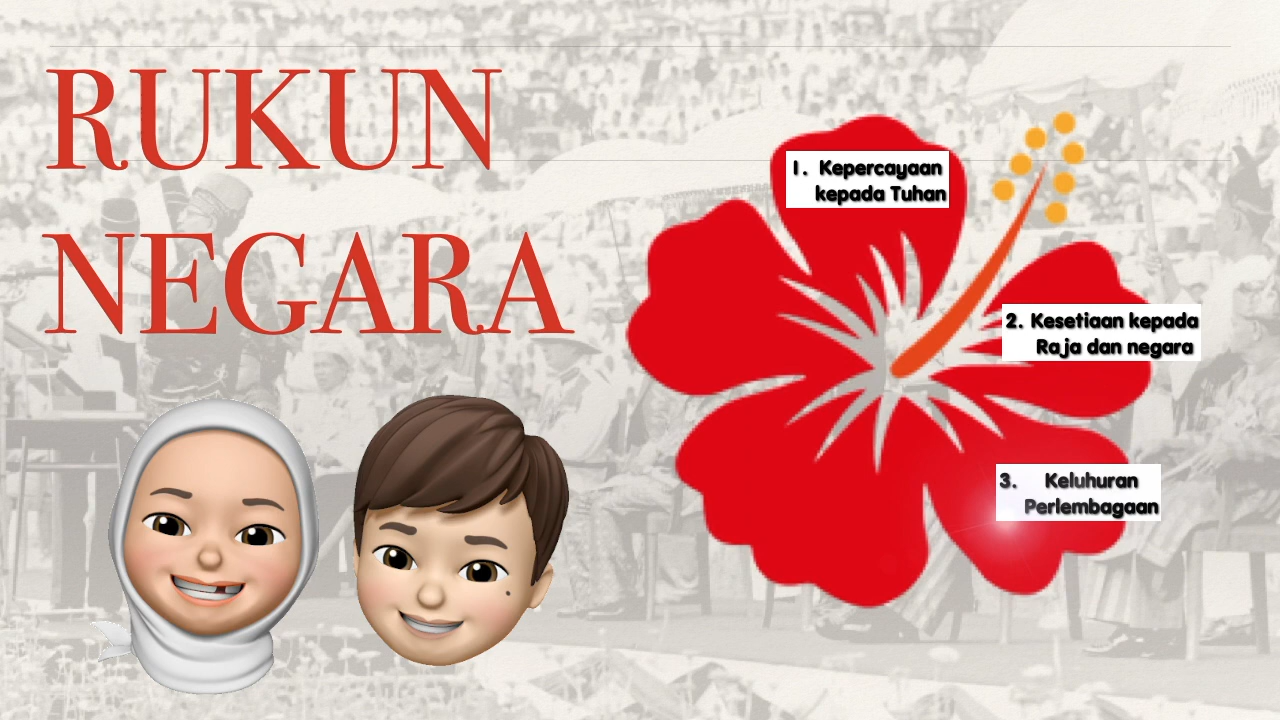 RUKUN
NEGARA
1. Kepercayaan
kepada Tuhan
2. Kesetiaan kepada
Raja dan negara
3. Keluhuran
Perlembagaan